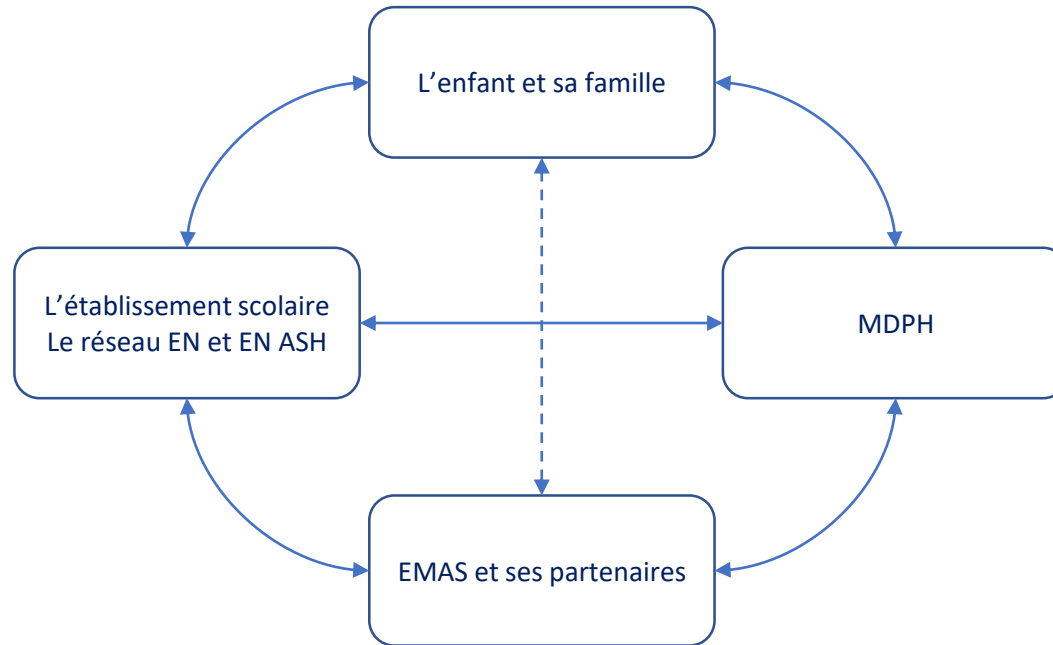 L’enfant et sa famille
L’établissement scolaire
Le réseau EN et EN ASH
MDPH
EMAS et ses partenaires